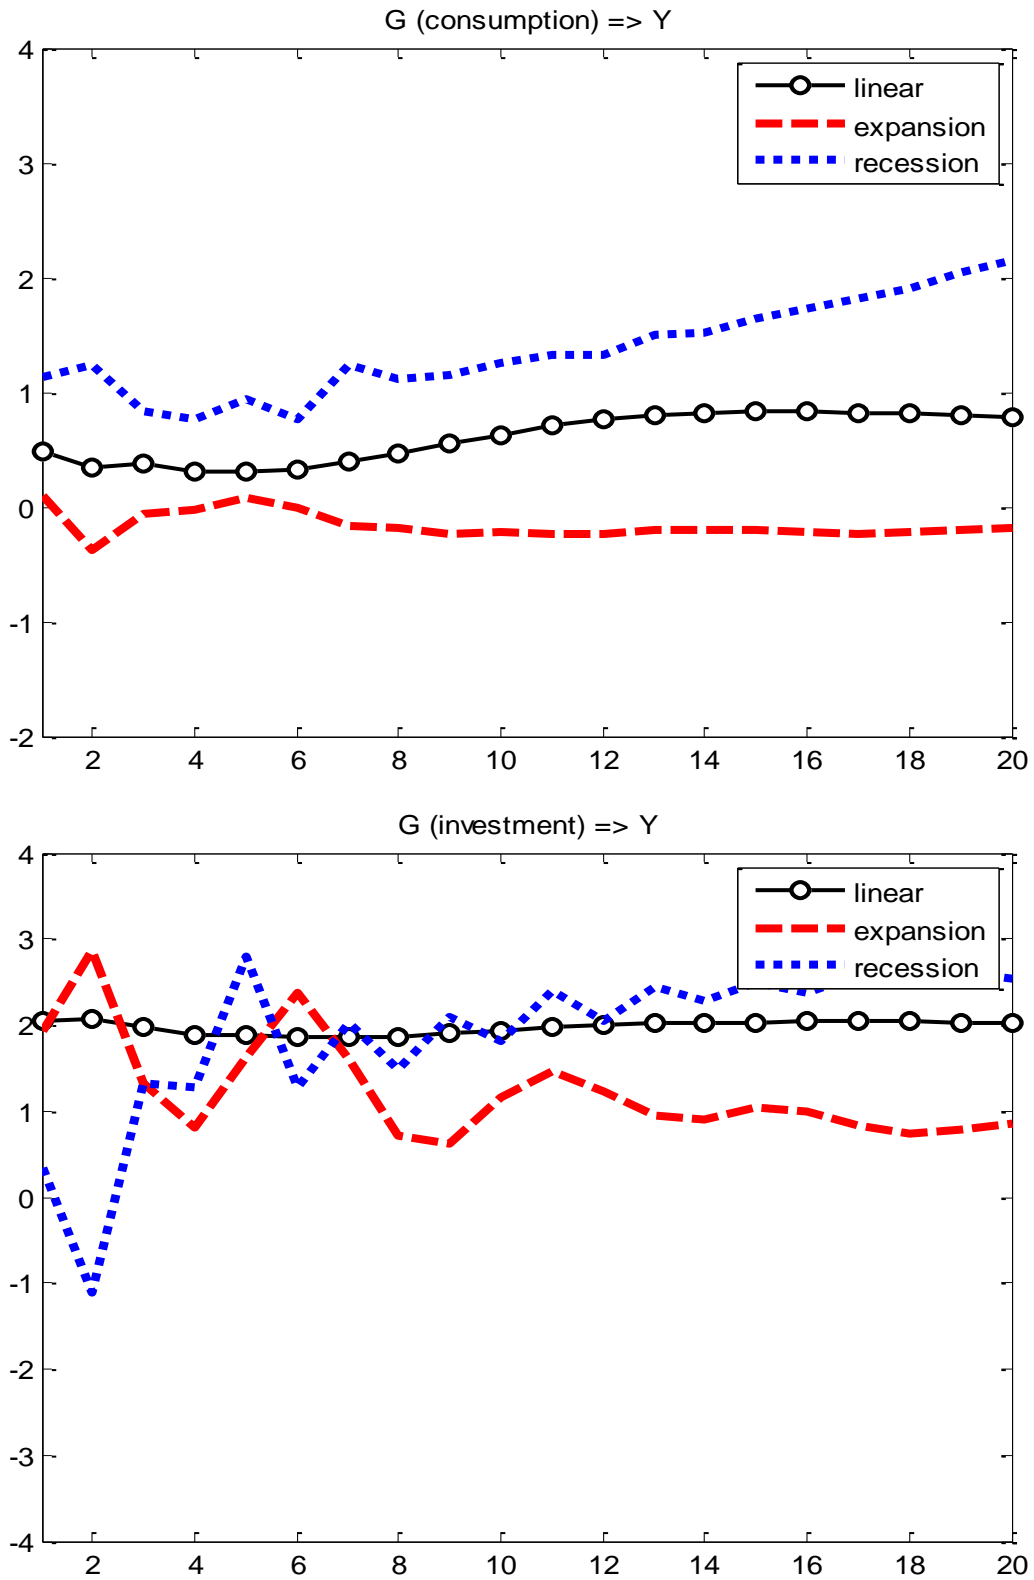 G (consumption) => Y
4
3
2
1
0
-1
-2
linear
expansion
recession
2 4 6 8 10 12 14 16 18 20
G (investment) => Y
4
3
2
1
0
-1
-2
-3
-4
linear
expansion
recession
2 4 6 8 10 12 14 16 18 20